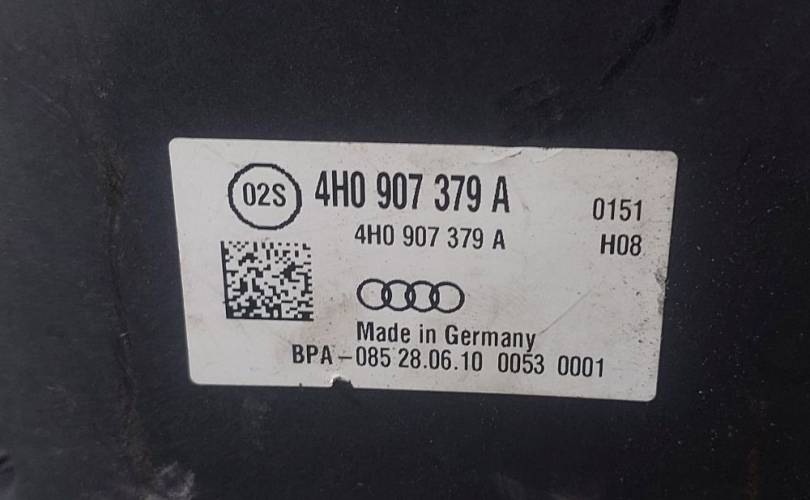 02S 4H0 907 379 A 0151
4H0 907 379 A H08
Made in Germany
BPA-085 28.06.10 0053 0001